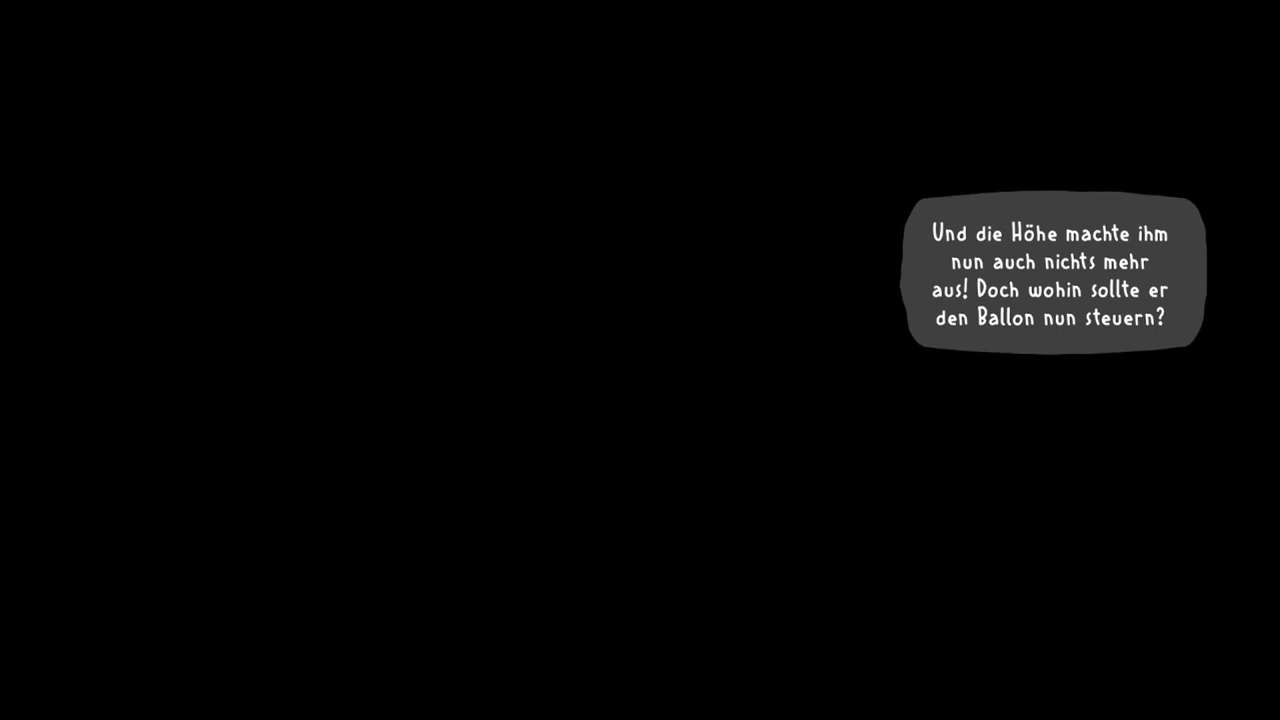 Und die Höhe machte ihm
nun auch nichts mehr
aus! Doch wohin sollte er
den Ballon nun steuern?